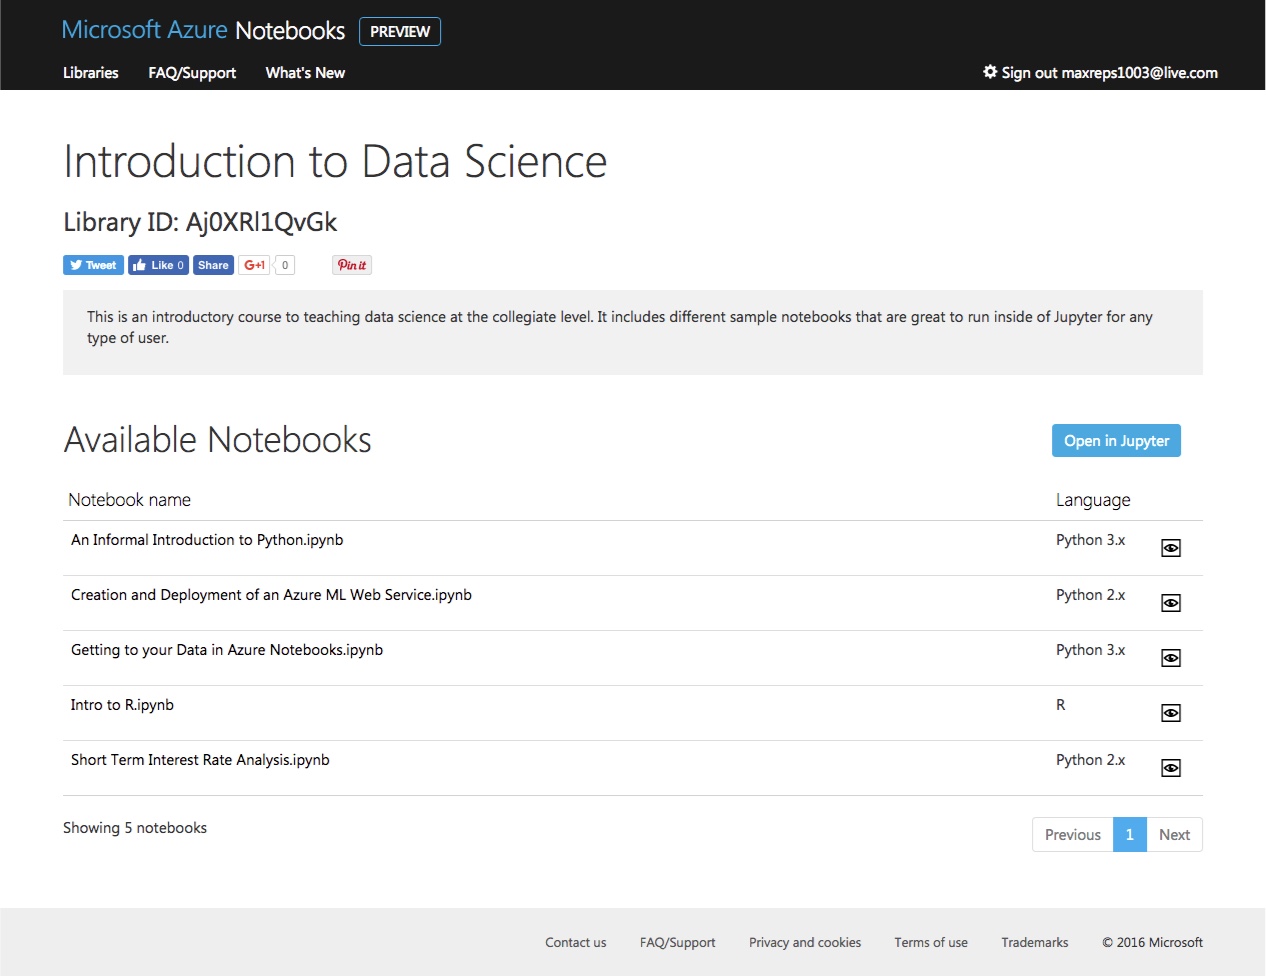 Microsoft Azure Notebooks PREVIEW
Libraries FAQ/Support What's New Sign out maxreps1003@live.com
Introduction to Data Science
Library ID: Aj0XRl1QvGk
Tweet Like 0 Share G+1 0 Pin it
This is an introductory course to teaching data science at the collegiate level. It includes different sample notebooks that are great to run inside of Jupyter for any
type of user.
Available Notebooks Open in Jupyter
Notebook name Language
An Informal Introduction to Python.ipynb Python 3.x
Creation and Deployment of an Azure ML Web Service.ipynb Python 2.x
Getting to your Data in Azure Notebooks.ipynb Python 3.x
Intro to R.ipynb R
Short Term Interest Rate Analysis.ipynb Python 2.x
Showing 5 notebooks Previous 1 Next
Contact us FAQ/Support Privacy and cookies Terms of use Trademarks © 2016 Microsoft